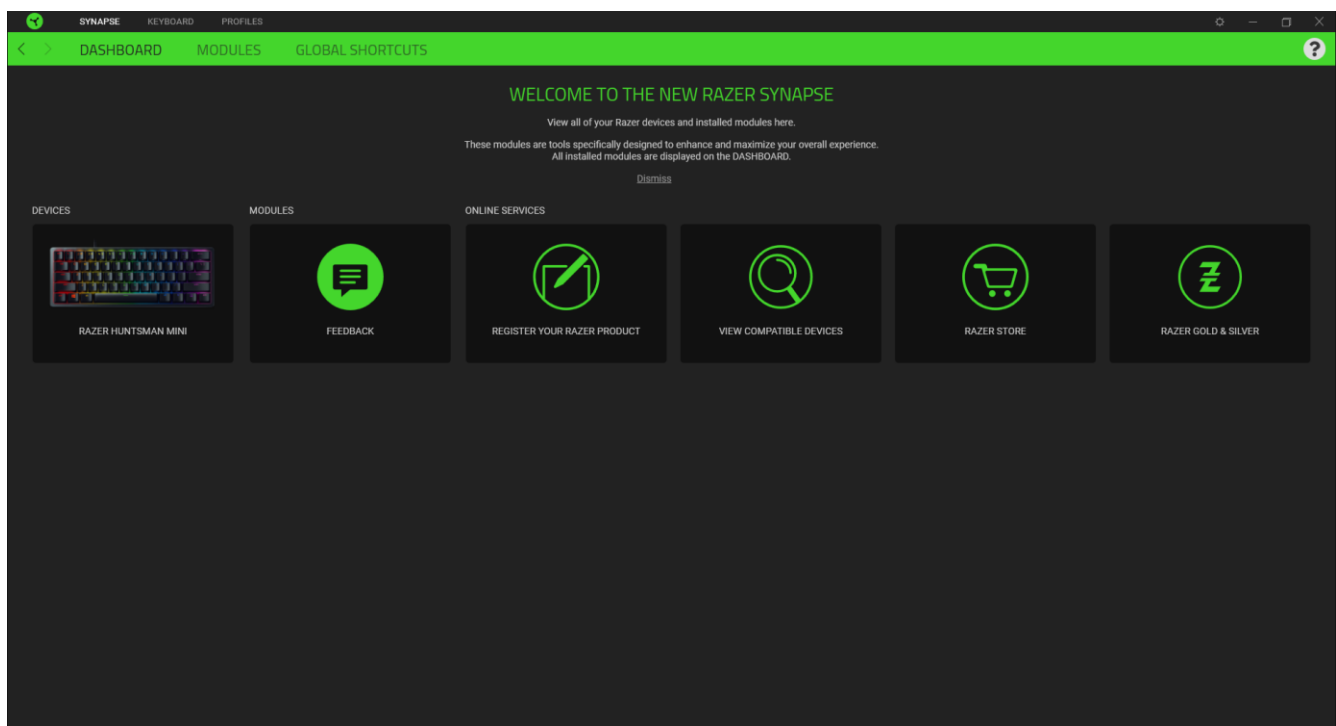 SYNAPSE KEYBOARD PROFILES
DASHBOARD MODULES GLOBAL SHORTCUTS
?
WELCOME TO THE NEW RAZER SYNAPSE
View all of your Razer devices and installed modules here.
These modules are tools specifically designed to enhance and maximize your overall experience.
All installed modules are displayed on the DASHBOARD.
Dismiss
DEVICES MODULES ONLINE SERVICES
RAZER HUNTSMAN MINI FEEDBACK REGISTER YOUR RAZER PRODUCT VIEW COMPATIBLE DEVICES RAZER STORE RAZER GOLD & SILVER